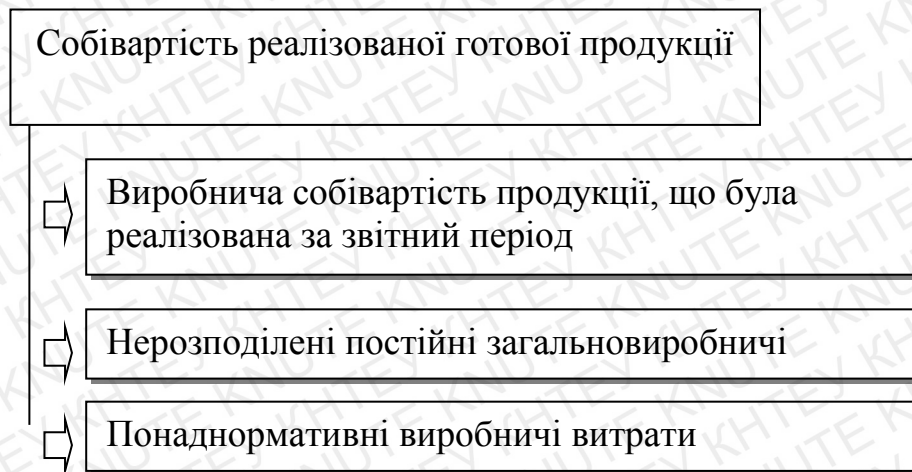 Собівартість реалізованої готової продукції
Виробнича собівартість продукції, що була
реалізована за звітний період
Нерозподілені постійні загальновиробничі
Понаднормативні виробничі витрати